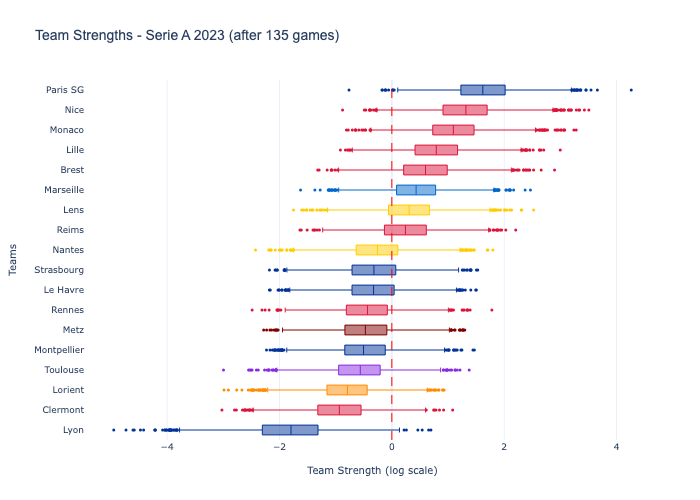 Team Strengths - Serie A 2023 (after 135 games)
Paris SG
Nice
Monaco
Lille
Brest
Marseille
Lens
Reims
Nantes
Strasbourg
Le Havre
Rennes
Metz
Montpellier
Toulouse
Lorient
Clermont
Lyon
Teams
−4 −2 0 2 4
Team Strength (log scale)